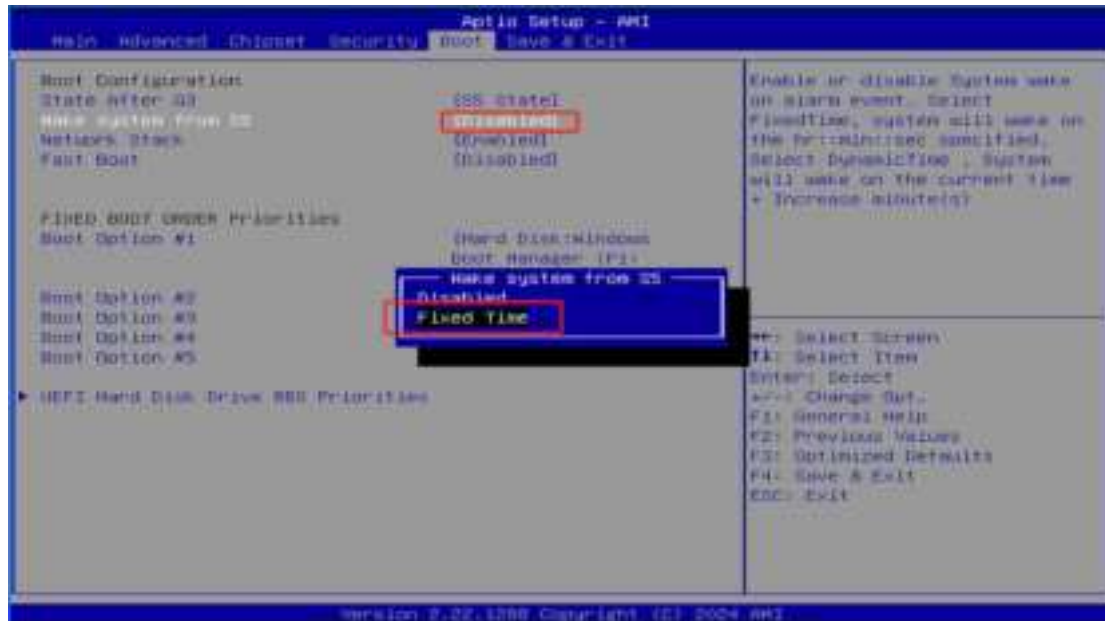 Aptio Setup - AMI
Main Advanced Chipset Security Boot Save & Exit
Boot Configuration
State After G3 [S5 State]
Wake system from S5 [Disabled]
Network Stack [Enabled]
Fast Boot [Disabled]
FIXED BOOT ORDER Priorities
Boot Option #1 [Hard Disk:Windows
Boot Manager (P1:
Boot Option #2
Boot Option #3
Boot Option #4
Boot Option #5
UEFI Hard Disk Drive BBS Priorities
Wake system from S5
Disabled
Fixed Time
Enable or disable System wake
on alarm event. Select
FixedTime, system will wake on
the hr::min::sec specified.
Select DynamicTime , System
will wake on the current time
+ Increase minute(s)
→←: Select Screen
↑↓: Select Item
Enter: Select
+/-: Change Opt.
F1: General Help
F2: Previous Values
F3: Optimized Defaults
F4: Save & Exit
ESC: Exit
Version 2.22.1288 Copyright (C) 2024 AMI